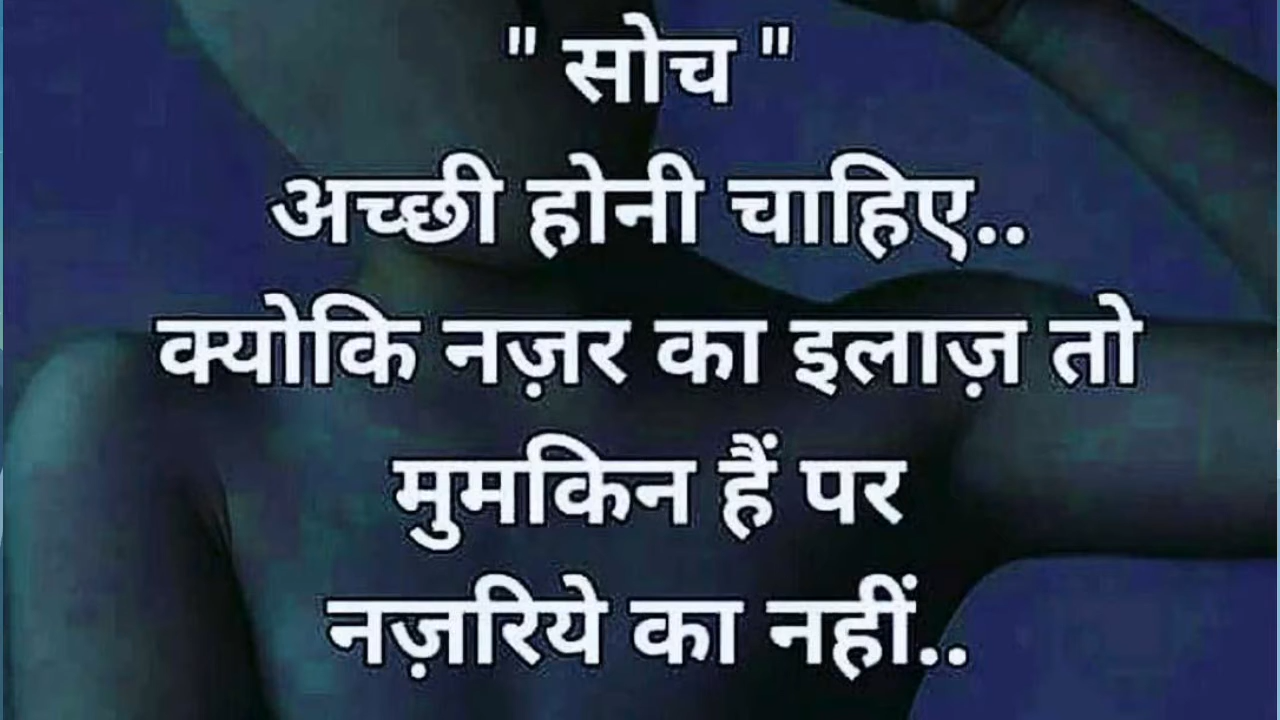 " सोच "
अच्छी होनी चाहिए..
क्योकि नज़र का इलाज़ तो
मुमकिन हैं पर
नज़रिये का नहीं..